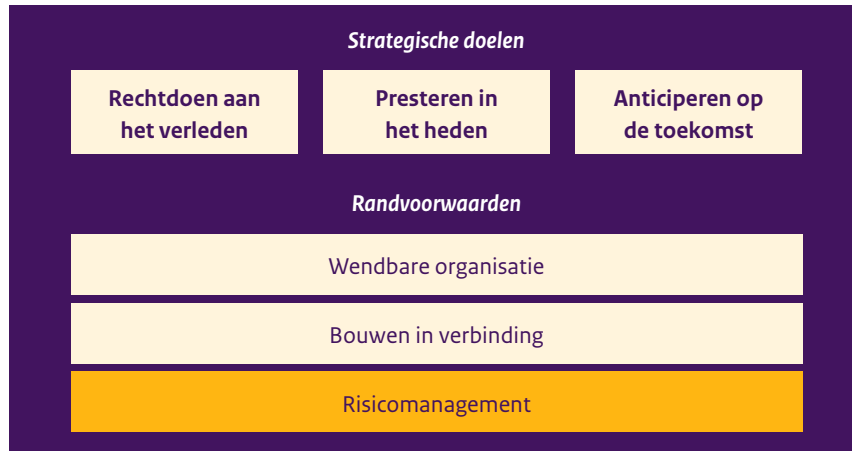 Strategische doelen
Rechtdoen aan
het verleden
Presteren in
het heden
Anticiperen op
de toekomst
Randvoorwaarden
Wendbare organisatie
Bouwen in verbinding
Risicomanagement